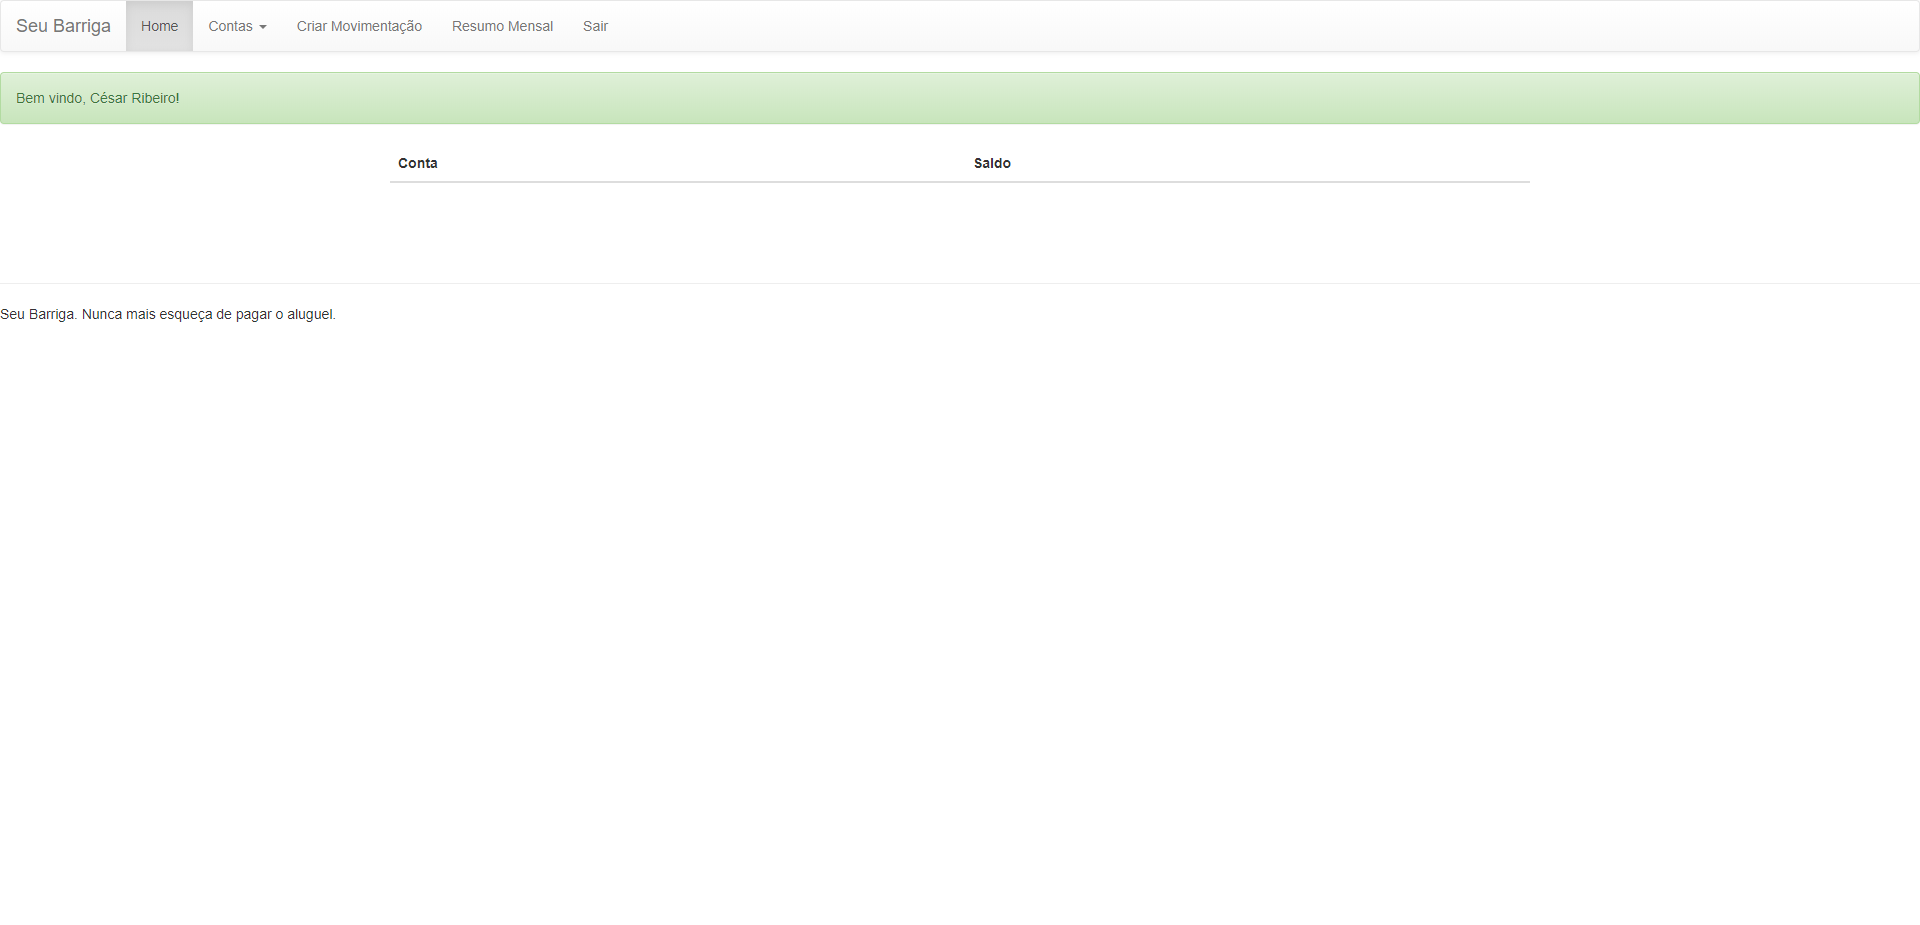 Seu Barriga Home Contas Criar Movimentação Resumo Mensal Sair
Bem vindo, César Ribeiro!
Conta Saldo
Seu Barriga. Nunca mais esqueça de pagar o aluguel.